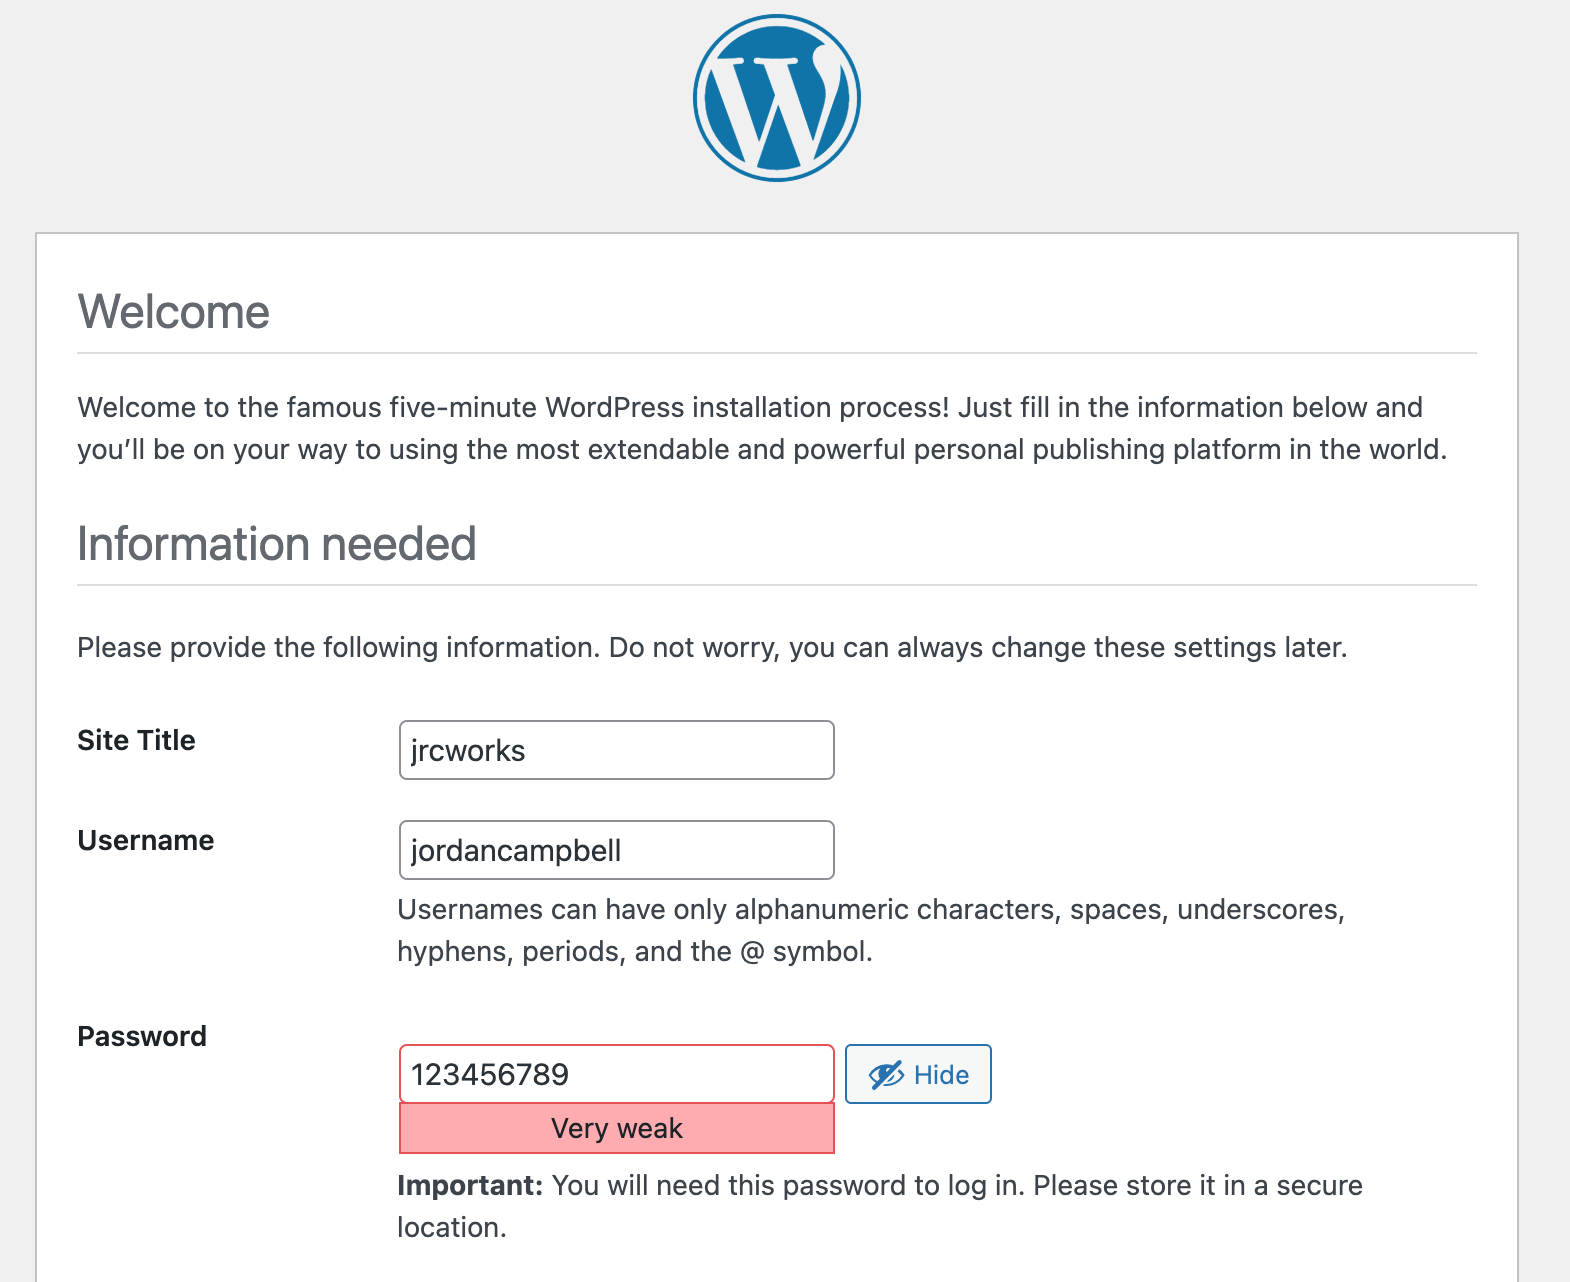 Welcome
Welcome to the famous five-minute WordPress installation process! Just fill in the information below and
you’ll be on your way to using the most extendable and powerful personal publishing platform in the world.
Information needed
Please provide the following information. Do not worry, you can always change these settings later.
Site Title
jrcworks
Username
jordancampbell
Usernames can have only alphanumeric characters, spaces, underscores,
hyphens, periods, and the @ symbol.
Password
123456789
Hide
Very weak
Important: You will need this password to log in. Please store it in a secure
location.